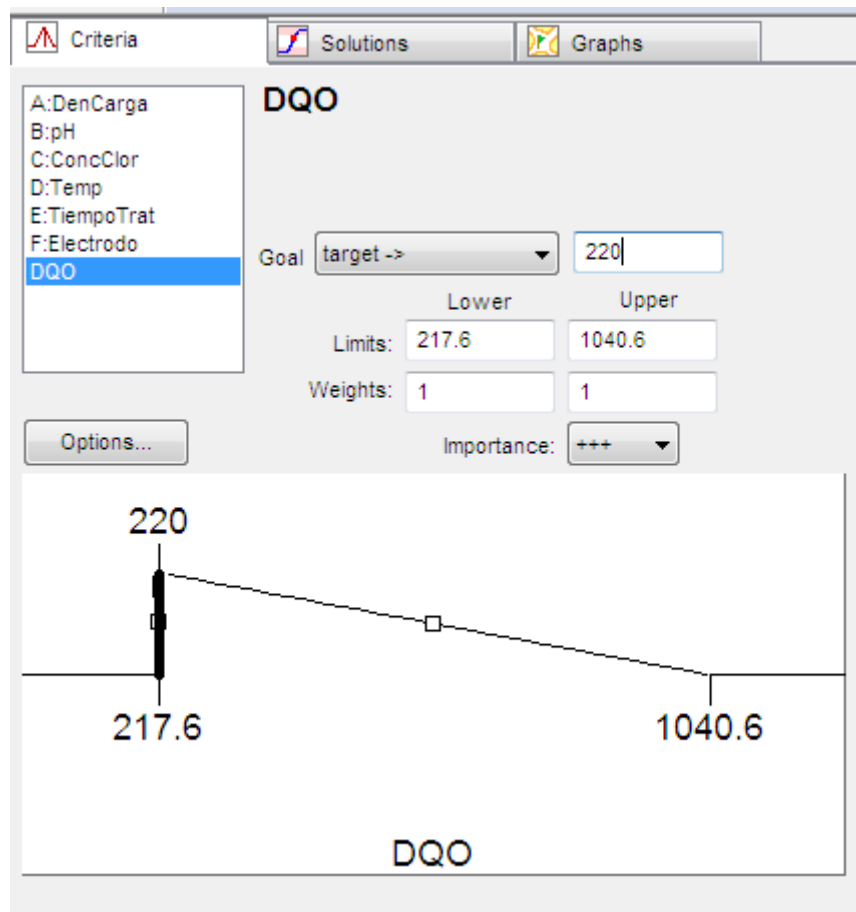 Criteria Solutions Graphs
A:DenCarga
B:pH
C:ConcClor
D:Temp
E:TiempoTrat
F:Electrodo
DQO
DQO
Goal target -> 220
Lower Upper
Limits: 217.6 1040.6
Weights: 1 1
Options... Importance: +++
220
217.6 1040.6
DQO